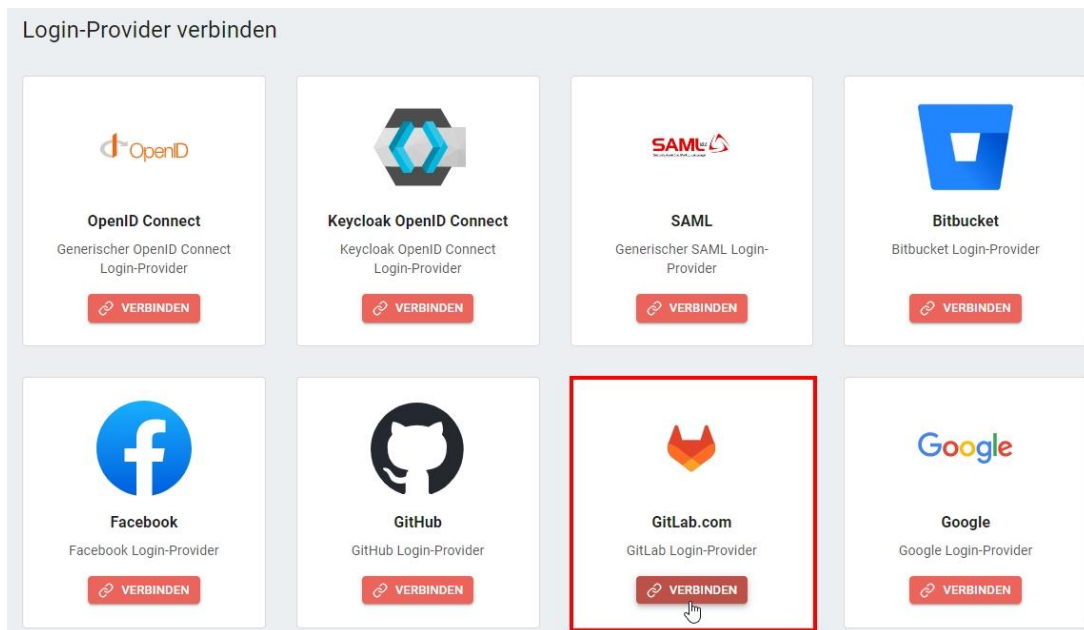 Login-Provider verbinden
OpenID
SAML
OpenID Connect
Keycloak OpenID Connect
SAML
Bitbucket
Generischer OpenID Connect
Login-Provider
Keycloak OpenID Connect
Login-Provider
Generischer SAML Login-
Provider
Bitbucket Login-Provider
VERBINDEN
VERBINDEN
VERBINDEN
VERBINDEN
Google
Facebook
GitHub
GitLab.com
Google
Facebook Login-Provider
GitHub Login-Provider
GitLab Login-Provider
Google Login-Provider
VERBINDEN
VERBINDEN
VERBINDEN
VERBINDEN